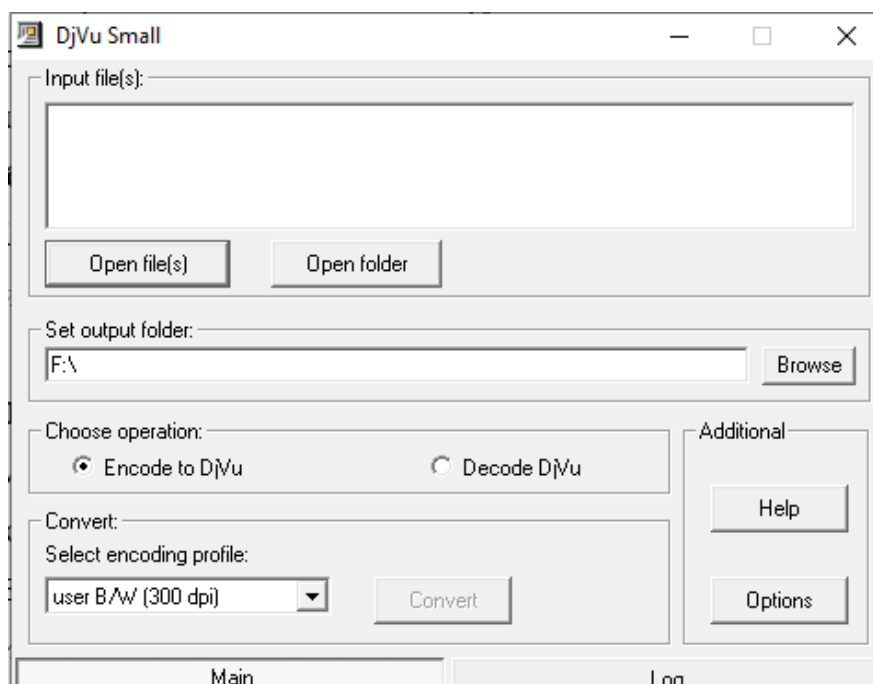 DjVu Small
Input file(s):
Open file(s) Open folder
Set output folder:
F:\
Browse
Choose operation:
Encode to DjVu Decode DjVu
Additional
Help
Convert:
Select encoding profile:
user B/W (300 dpi)
Convert
Options
Main Log